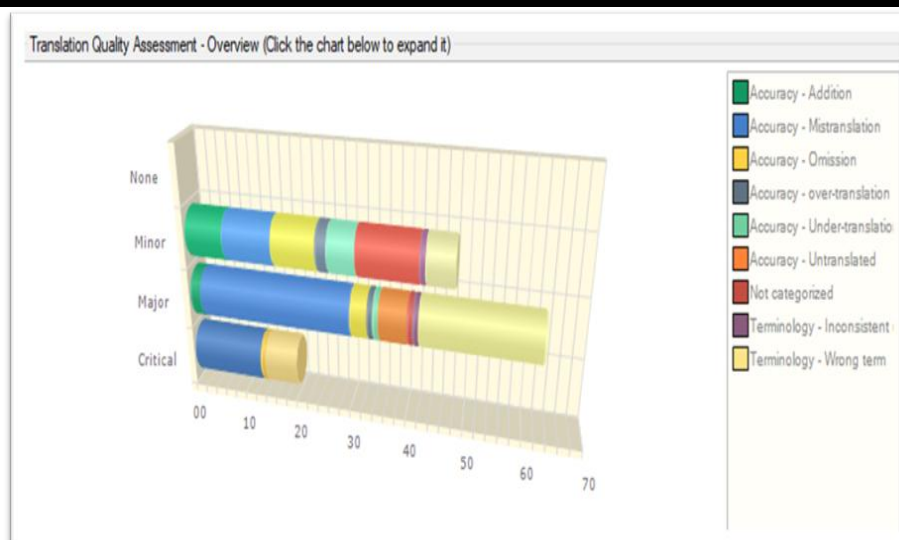 Translation Quality Assessment - Overview (Click the chart below to expand it)
None
Minor
Major
Critical
00
10
20
30
40
50
60
70
Accuracy - Addition
Accuracy - Mistranslation
Accuracy - Omission
Accuracy - over-translation
Accuracy - Under-translatio
Accuracy - Untranslated
Not categorized
Terminology - Inconsistent
Terminology - Wrong term